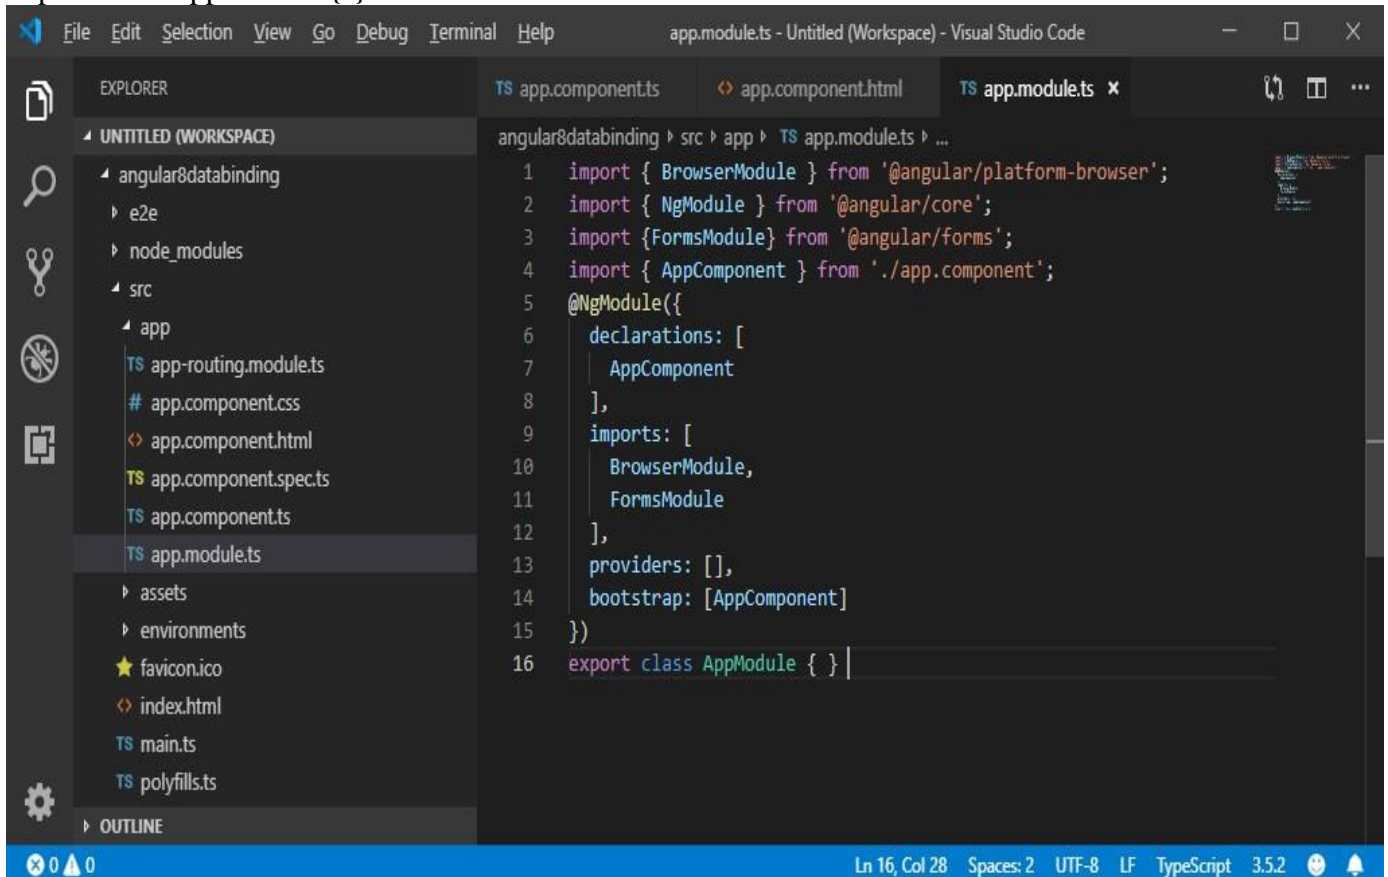 File Edit Selection View Go Debug Terminal Help app.module.ts - Untitled (Workspace) - Visual Studio Code
EXPLORER
UNTITLED (WORKSPACE)
angular8databinding
e2e
node_modules
src
app
TS app-routing.module.ts
# app.component.css
<> app.component.html
TS app.component.spec.ts
TS app.component.ts
TS app.module.ts
assets
environments
favicon.ico
<> index.html
TS main.ts
TS polyfills.ts
OUTLINE
TS app.component.ts <> app.component.html TS app.module.ts ×
angular8databinding src app TS app.module.ts ...
1 import { BrowserModule } from '@angular/platform-browser';
2 import { NgModule } from '@angular/core';
3 import {FormsModule} from '@angular/forms';
4 import { AppComponent } from './app.component';
5 @NgModule({
6 declarations: [
7 AppComponent
8 ],
9 imports: [
10 BrowserModule,
11 FormsModule
12 ],
13 providers: [],
14 bootstrap: [AppComponent]
15 })
16 export class AppModule { }
0 0 Ln 16, Col 28 Spaces: 2 UTF-8 LF TypeScript 3.5.2